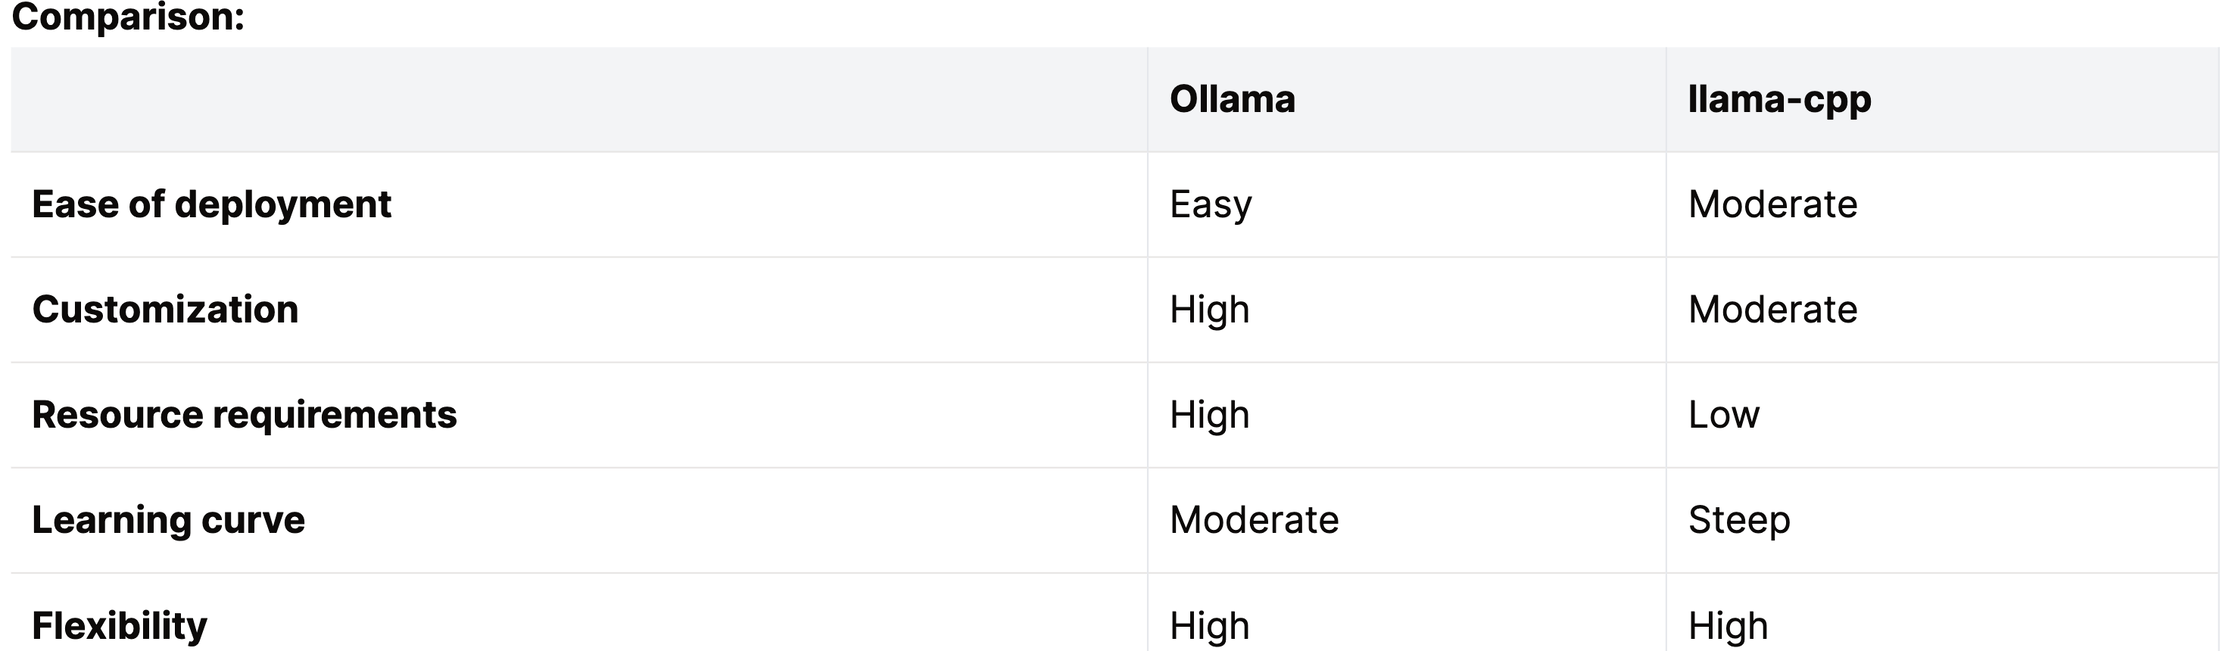 Comparison:
Ollama llama-cpp
Ease of deployment Easy Moderate
Customization High Moderate
Resource requirements High Low
Learning curve Moderate Steep
Flexibility High High